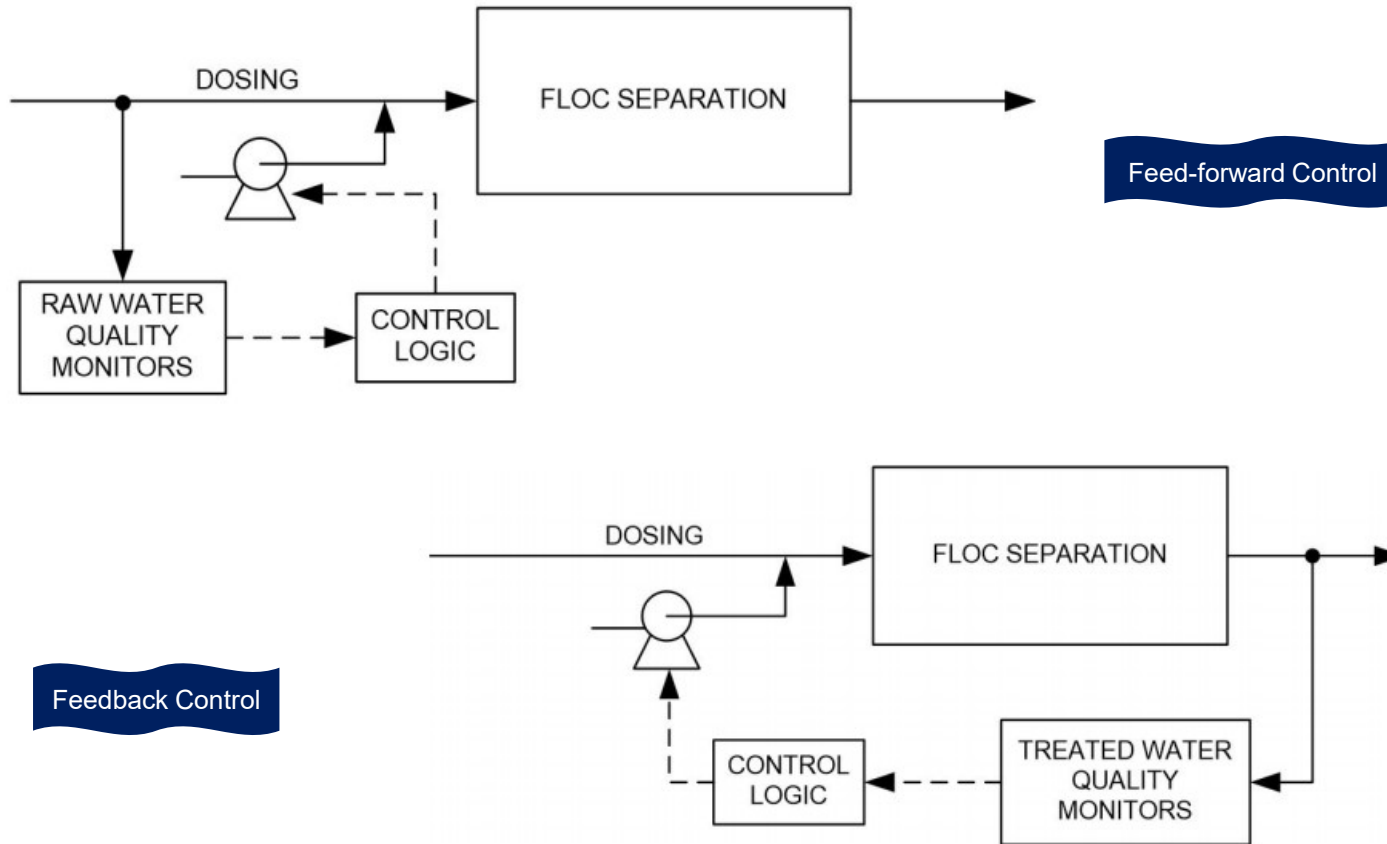 DOSING
FLOC SEPARATION
Feed-forward Control
RAW WATER
QUALITY
MONITORS
CONTROL
LOGIC
DOSING
FLOC SEPARATION
Feedback Control
CONTROL
LOGIC
TREATED WATER
QUALITY
MONITORS